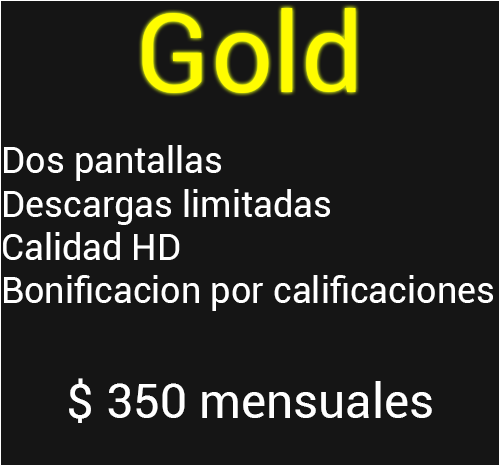 Gold
Dos pantallas
Descargas limitadas
Calidad HD
Bonificacion por calificaciones
$ 350 mensuales